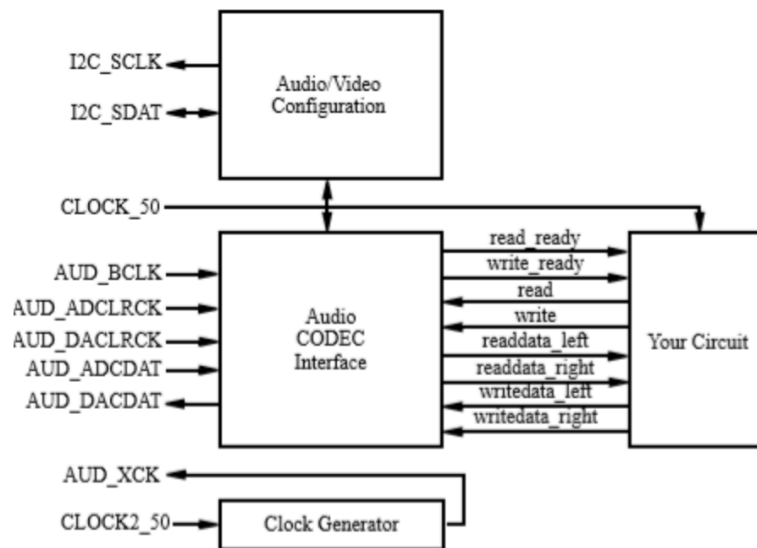 I2C_SCLK
I2C_SDAT
Audio/Video
Configuration
CLOCK_50
AUD_BCLK
AUD_ADCLRCK
AUD_DACLRCK
AUD_ADCDAT
AUD_DACDAT
Audio
CODEC
Interface
read_ready
write_ready
read
write
readdata_left
readdata_right
writedata_left
writedata_right
Your Circuit
AUD_XCK
CLOCK2_50
Clock Generator